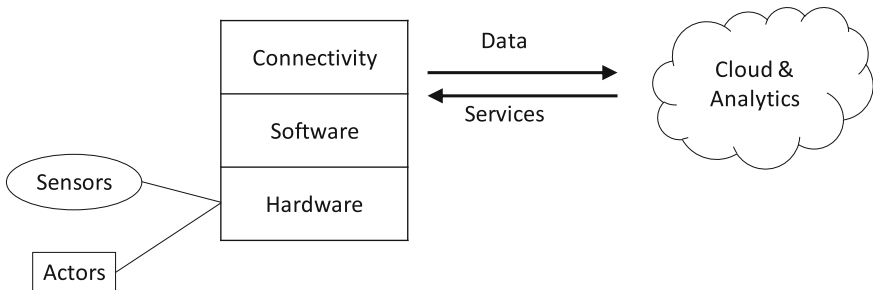 Connectivity
Software
Hardware
Sensors
Actors
Data
Services
Cloud &
Analytics